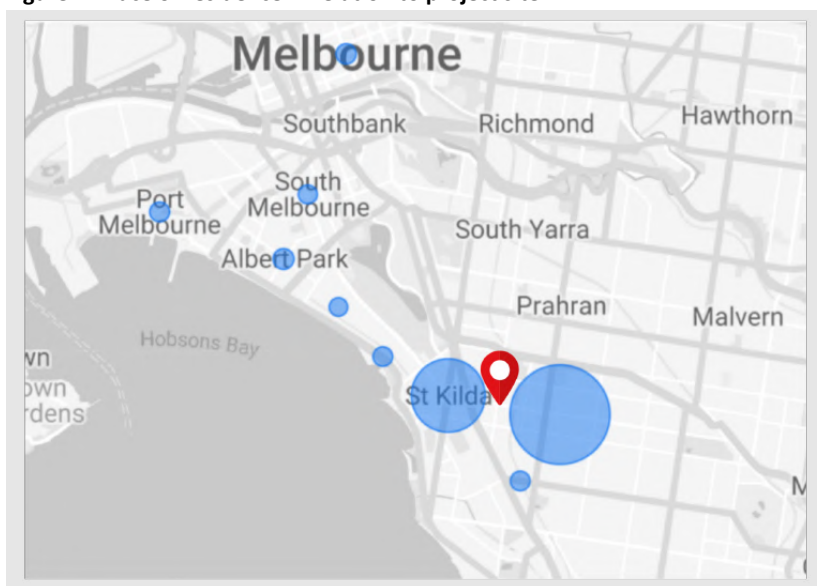 Melbourne
Southbank
Richmond
Hawthorn
Port
Melbourne
South
Melbourne
South Yarra
Albert Park
Prahran
Malvern
Hobsons Bay
St Kilda